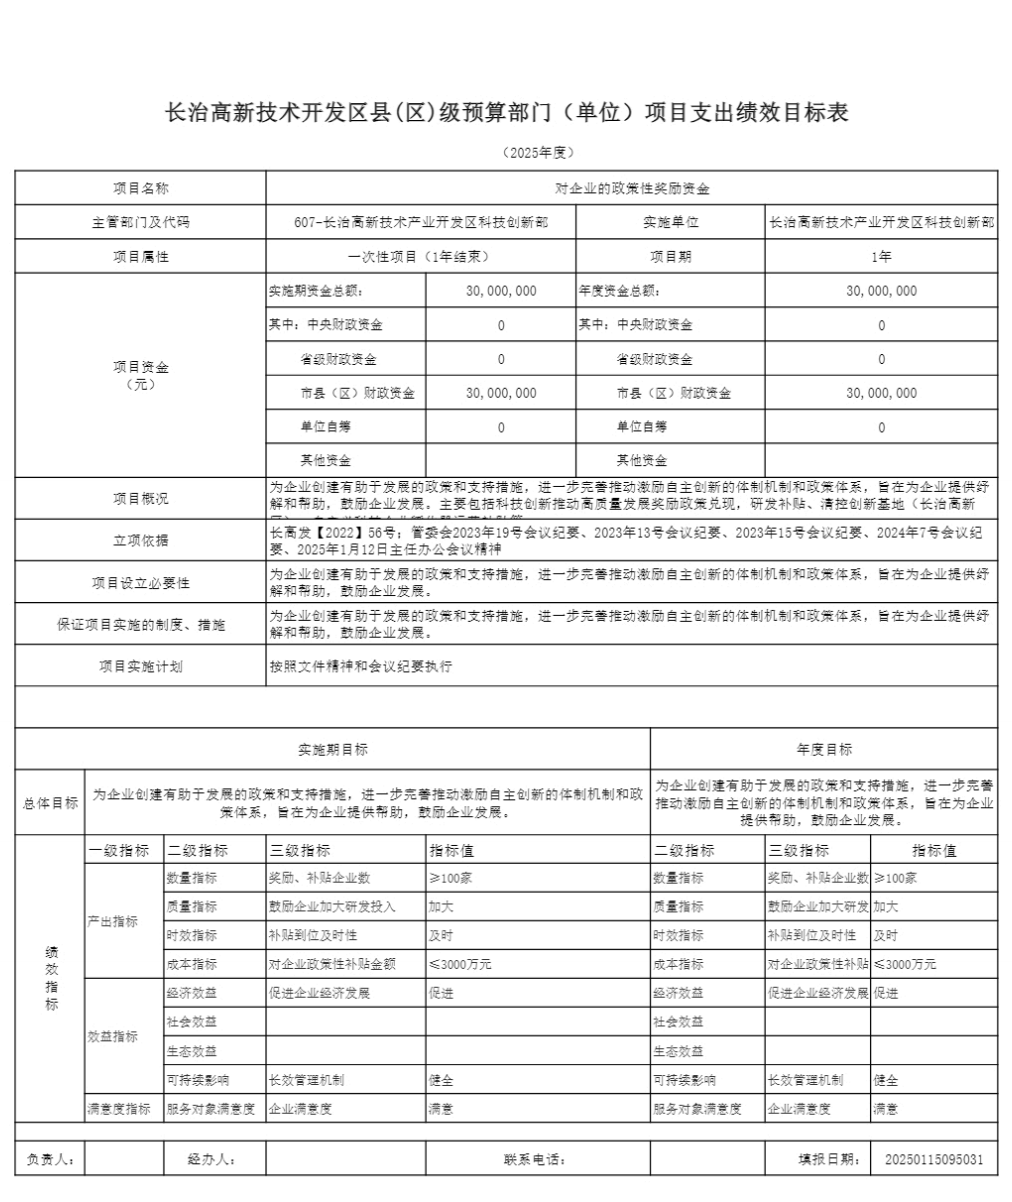 长治高新技术开发区县(区)级预算部门（单位）项目支出绩效目标表
（2025年度）
项目名称 对企业的政策性奖励资金
主管部门及代码 607-长治高新技术产业开发区科技创新部 实施单位 长治高新技术产业开发区科技创新部
项目属性 一次性项目（1年结束） 项目期 1年
项目资金
（元）
实施期资金总额： 30,000,000 年度资金总额： 30,000,000
其中：中央财政资金 0 其中：中央财政资金 0
省级财政资金 0 省级财政资金 0
市县（区）财政资金 30,000,000 市县（区）财政资金 30,000,000
单位自筹 0 单位自筹 0
其他资金 其他资金
项目概况
为企业创建有助于发展的政策和支持措施，进一步完善推动激励自主创新的体制机制和政策体系，旨在为企业提供纾
解和帮助，鼓励企业发展。主要包括科技创新推动高质量发展奖励政策兑现，研发补贴、清控创新基地（长治高新
立项依据
长高发【2022】56号；管委会2023年19号会议纪要、2023年13号会议纪要、2023年15号会议纪要、2024年7号会议纪
要、2025年1月12日主任办公会议精神
项目设立必要性
为企业创建有助于发展的政策和支持措施，进一步完善推动激励自主创新的体制机制和政策体系，旨在为企业提供纾
解和帮助，鼓励企业发展。
保证项目实施的制度、措施
为企业创建有助于发展的政策和支持措施，进一步完善推动激励自主创新的体制机制和政策体系，旨在为企业提供纾
解和帮助，鼓励企业发展。
项目实施计划 按照文件精神和会议纪要执行
实施期目标 年度目标
总体目标
为企业创建有助于发展的政策和支持措施，进一步完善推动激励自主创新的体制机制和政
策体系，旨在为企业提供帮助，鼓励企业发展。
为企业创建有助于发展的政策和支持措施，进一步完善
推动激励自主创新的体制机制和政策体系，旨在为企业
提供帮助，鼓励企业发展。
绩
效
指
标
一级指标 二级指标 三级指标 指标值 二级指标 三级指标 指标值
产出指标
数量指标 奖励、补贴企业数 ≥100家 数量指标 奖励、补贴企业数 ≥100家
质量指标 鼓励企业加大研发投入 加大 质量指标 鼓励企业加大研发 加大
时效指标 补贴到位及时性 及时 时效指标 补贴到位及时性 及时
成本指标 对企业政策性补贴金额 ≤3000万元 成本指标 对企业政策性补贴 ≤3000万元
效益指标
经济效益 促进企业经济发展 促进 经济效益 促进企业经济发展 促进
社会效益 社会效益
生态效益 生态效益
可持续影响 长效管理机制 健全 可持续影响 长效管理机制 健全
满意度指标 服务对象满意度 企业满意度 满意 服务对象满意度 企业满意度 满意
负责人： 经办人： 联系电话： 填报日期： 20250115095031